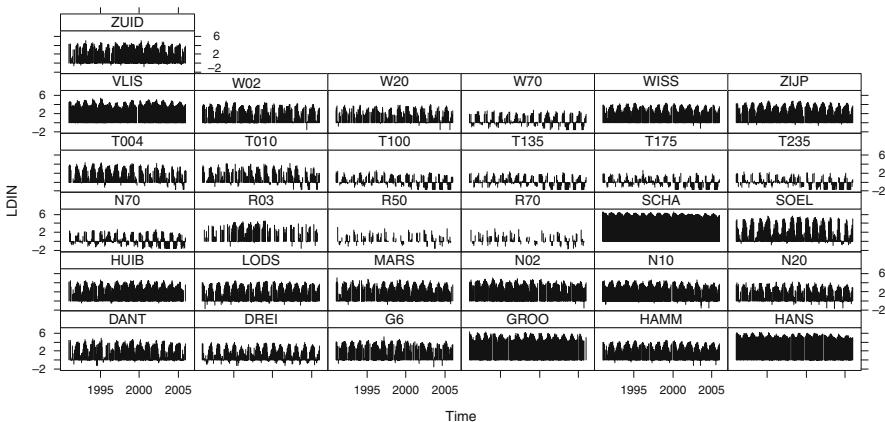 ZUID
6
2
−2
1995 2000 2005
VLIS W02 W20 W70 WISS ZIJP
6
2
−2
T004 T010 T100 T135 T175 T235
6
2
−2
N70 R03 R50 R70 SCHA SOEL
6
2
−2
HUIB LODS MARS N02 N10 N20
6
2
−2
DANT DREI G6 GROO HAMM HANS
6
2
−2
1995 2000 2005 1995 2000 2005 1995 2000 2005
LDIN
Time